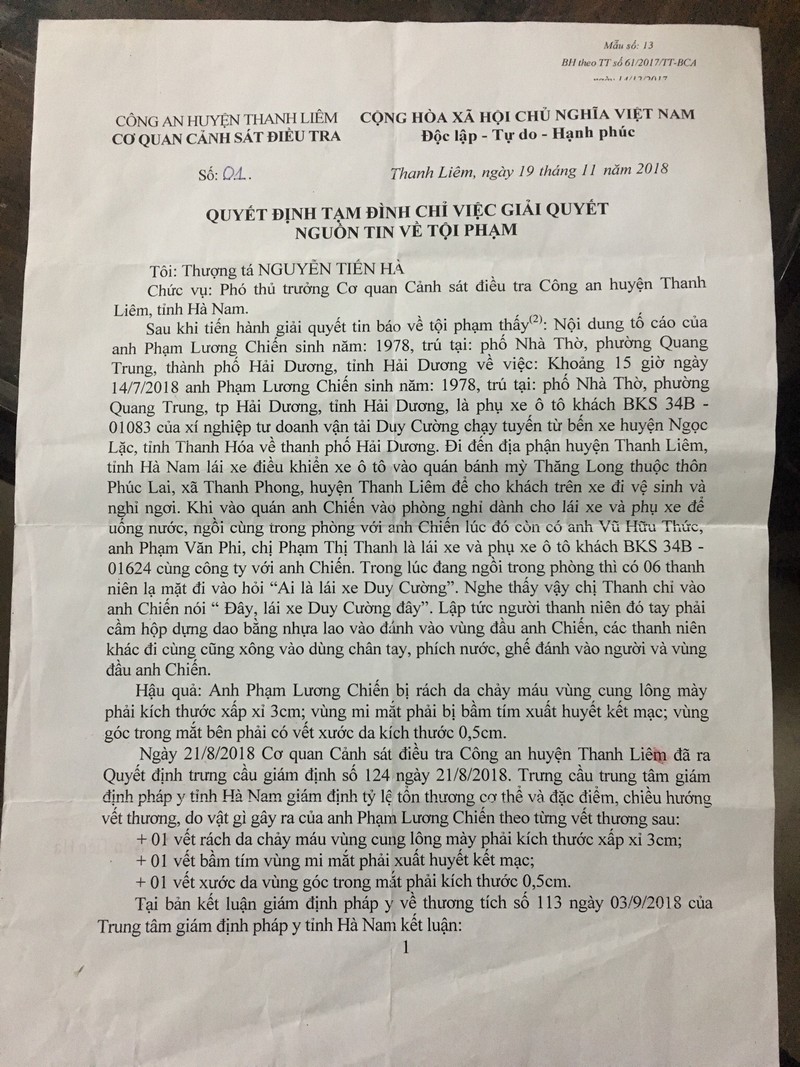 Mẫu số: 13
BH theo TT số 61/2017/TT-BCA
ngày 14/12/2017
CÔNG AN HUYỆN THANH LIÊM
CƠ QUAN CẢNH SÁT ĐIỀU TRA
CỘNG HÒA XÃ HỘI CHỦ NGHĨA VIỆT NAM
Độc lập - Tự do - Hạnh phúc
Số: 01.
Thanh Liêm, ngày 19 tháng 11 năm 2018
QUYẾT ĐỊNH TẠM ĐÌNH CHỈ VIỆC GIẢI QUYẾT
NGUỒN TIN VỀ TỘI PHẠM
Tôi: Thượng tá NGUYỄN TIẾN HÀ
Chức vụ: Phó thủ trưởng Cơ quan Cảnh sát điều tra Công an huyện Thanh
Liêm, tỉnh Hà Nam.
Sau khi tiến hành giải quyết tin báo về tội phạm thấy(2): Nội dung tố cáo của
anh Phạm Lương Chiến sinh năm: 1978, trú tại: phố Nhà Thờ, phường Quang
Trung, thành phố Hải Dương, tỉnh Hải Dương về việc: Khoảng 15 giờ ngày
14/7/2018 anh Phạm Lương Chiến sinh năm: 1978, trú tại: phố Nhà Thờ, phường
Quang Trung, tp Hải Dương, tỉnh Hải Dương, là phụ xe ô tô khách BKS 34B -
01083 của xí nghiệp tư doanh vận tải Duy Cường chạy tuyến từ bến xe huyện Ngọc
Lặc, tỉnh Thanh Hóa về thành phố Hải Dương. Đi đến địa phận huyện Thanh Liêm,
tỉnh Hà Nam lái xe điều khiển xe ô tô vào quán bánh mỳ Thăng Long thuộc thôn
Phúc Lai, xã Thanh Phong, huyện Thanh Liêm để cho khách trên xe đi vệ sinh và
nghỉ ngơi. Khi vào quán anh Chiến vào phòng nghỉ dành cho lái xe và phụ xe để
uống nước, ngồi cùng trong phòng với anh Chiến lúc đó còn có anh Vũ Hữu Thức,
anh Phạm Văn Phi, chị Phạm Thị Thanh là lái xe và phụ xe ô tô khách BKS 34B -
01624 cùng công ty với anh Chiến. Trong lúc đang ngồi trong phòng thì có 06 thanh
niên lạ mặt đi vào hỏi “Ai là lái xe Duy Cường”. Nghe thấy vậy chị Thanh chỉ vào
anh Chiến nói “ Đây, lái xe Duy Cường đây”. Lập tức người thanh niên đó tay phải
cầm hộp dựng dao bằng nhựa lao vào đánh vào vùng đầu anh Chiến, các thanh niên
khác đi cùng cũng xông vào dùng chân tay, phích nước, ghế đánh vào người và vùng
đầu anh Chiến.
Hậu quả: Anh Phạm Lương Chiến bị rách da chảy máu vùng cung lông mày
phải kích thước xấp xỉ 3cm; vùng mi mắt phải bị bầm tím xuất huyết kết mạc; vùng
góc trong mắt bên phải có vết xước da kích thước 0,5cm.
Ngày 21/8/2018 Cơ quan Cảnh sát điều tra Công an huyện Thanh Liêm đã ra
Quyết định trưng cầu giám định số 124 ngày 21/8/2018. Trưng cầu trung tâm giám
định pháp y tỉnh Hà Nam giám định tỷ lệ tổn thương cơ thể và đặc điểm, chiều hướng
vết thương, do vật gì gây ra của anh Phạm Lương Chiến theo từng vết thương sau:
+ 01 vết rách da chảy máu vùng cung lông mày phải kích thước xấp xỉ 3cm;
+ 01 vết bầm tím vùng mi mắt phải xuất huyết kết mạc;
+ 01 vết xước da vùng góc trong mắt phải kích thước 0,5cm.
Tại bản kết luận giám định pháp y về thương tích số 113 ngày 03/9/2018 của
Trung tâm giám định pháp y tỉnh Hà Nam kết luận:
1